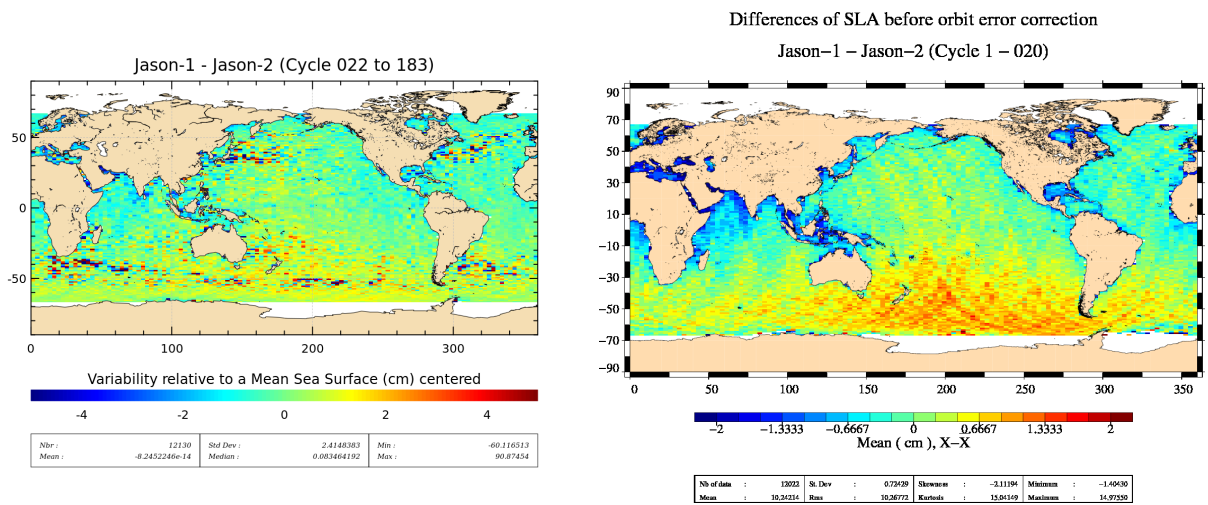 Jason-1 - Jason-2 (Cycle 022 to 183)
50
0
-50
0 100 200 300
Variability relative to a Mean Sea Surface (cm) centered
-4 -2 0 2 4
Nbr : 12130 Std Dev : 2.4148383 Min : -60.116513
Mean : -8.2452246e-14 Median : 0.083464192 Max : 90.87454
Differences of SLA before orbit error correction
Jason−1 − Jason−2 (Cycle 1 − 020)
90
70
50
30
10
−10
−30
−50
−70
−90
0 50 100 150 200 250 300 350
−2 −1.3333 −0.6667 0 0.6667 1.3333 2
Mean ( cm ), X−X
Nb of data : 12022 St. Dev : 0.72429 Skewness : −2.11194 Minimum : −1.40430
Mean : 10.24214 Rms : 10.26772 Kurtosis : 15.04149 Maximum : 14.97550